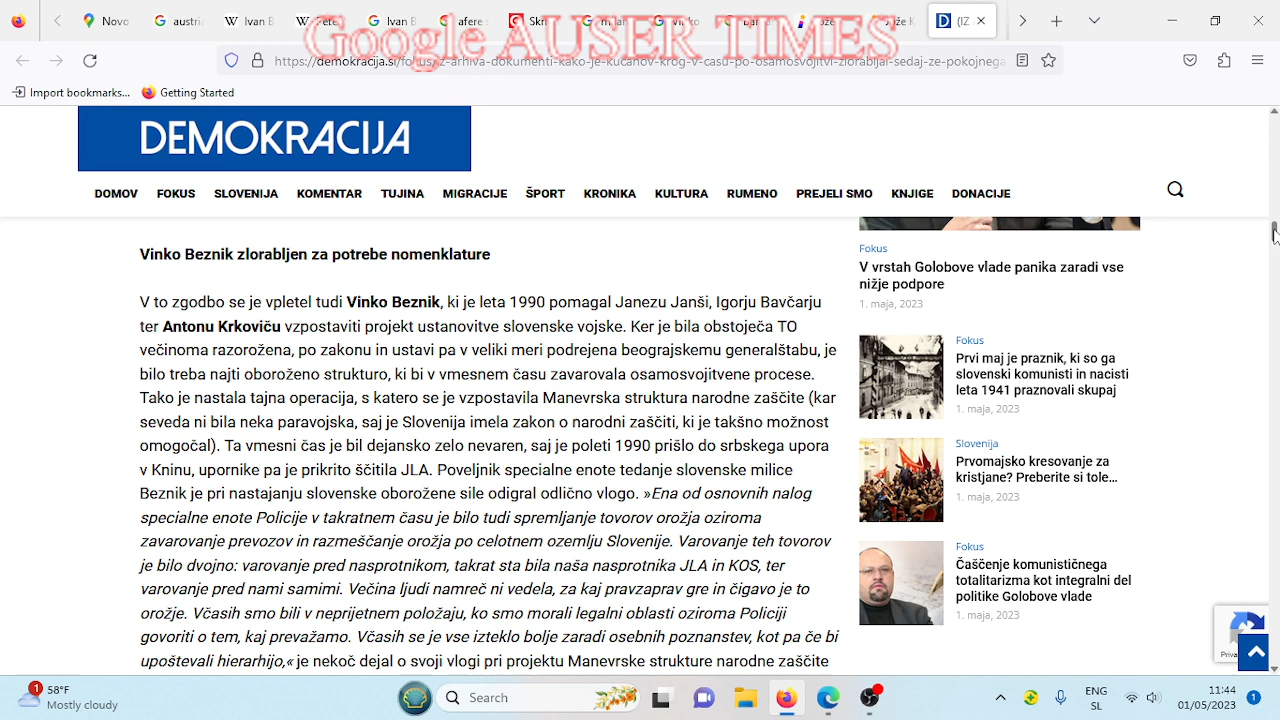 Novo
austric
Ivan B
Pete
Ivan B
afere s
Skri
milan
Vinko
Ba
ože
že K
(IZ
Google AUSER TIMES
https://demokracija.si/fokus/iz-arhiva-dokumenti-kako-je-kucanov-krog-v-casu-po-osamosvojitvi-zlorabljal-sedaj-ze-pokojnega
Import bookmarks...
Getting Started
DEMOKRACIJA
DOMOV FOKUS SLOVENIJA KOMENTAR TUJINA MIGRACIJE ŠPORT KRONIKA KULTURA RUMENO PREJELI SMO KNJIGE DONACIJE
Vinko Beznik zlorabljen za potrebe nomenklature
V to zgodbo se je vpletel tudi Vinko Beznik, ki je leta 1990 pomagal Janezu Janši, Igorju Bavčarju
ter Antonu Krkoviču vzpostaviti projekt ustanovitve slovenske vojske. Ker je bila obstoječa TO
večinoma razorožena, po zakonu in ustavi pa v veliki meri podrejena beograjskemu generalštabu, je
bilo treba najti oboroženo strukturo, ki bi v vmesnem času zavarovala osamosvojitvene procese.
Tako je nastala tajna operacija, s katero se je vzpostavila Manevrska struktura narodne zaščite (kar
seveda ni bila neka paravojska, saj je Slovenija imela zakon o narodni zaščiti, ki je takšno možnost
omogočal). Ta vmesni čas je bil dejansko zelo nevaren, saj je poleti 1990 prišlo do srbskega upora
v Kninu, upornike pa je prikrito ščitila JLA. Poveljnik specialne enote tedanje slovenske milice
Beznik je pri nastajanju slovenske oborožene sile odigral odlično vlogo. »Ena od osnovnih nalog
specialne enote Policije v takratnem času je bilo tudi spremljanje tovorov orožja oziroma
zavarovanje prevozov in razmeščanje orožja po celotnem ozemlju Slovenije. Varovanje teh tovorov
je bilo dvojno: varovanje pred nasprotnikom, takrat sta bila naša nasprotnika JLA in KOS, ter
varovanje pred nami samimi. Večina ljudi namreč ni vedela, za kaj pravzaprav gre in čigavo je to
orožje. Včasih smo bili v neprijetnem položaju, ko smo morali legalni oblasti oziroma Policiji
govoriti o tem, kaj prevažamo. Včasih se je vse izteklo bolje zaradi osebnih poznanstev, kot pa če bi
upoštevali hierarhijo,« je nekoč dejal o svoji vlogi pri projektu Manevrske strukture narodne zaščite
Fokus
V vrstah Golobove vlade panika zaradi vse
nižje podpore
1. maja, 2023
Fokus
Prvi maj je praznik, ki so ga
slovenski komunisti in nacisti
leta 1941 praznovali skupaj
1. maja, 2023
Slovenija
Prvomajsko kresovanje za
kristjane? Preberite si tole...
1. maja, 2023
Fokus
Čaščenje komunističnega
totalitarizma kot integralni del
politike Golobove vlade
1. maja, 2023
Priva
1
58°F
Mostly cloudy
Search
ENG
SL
11:44
01/05/2023
1